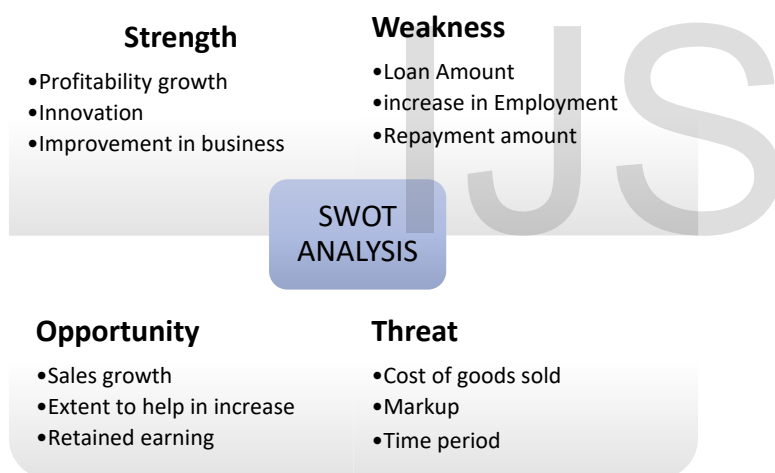 Strength
•Profitability growth
•Innovation
•Improvement in business
Weakness
•Loan Amount
•increase in Employment
•Repayment amount
SWOT
ANALYSIS
Opportunity
•Sales growth
•Extent to help in increase
•Retained earning
Threat
•Cost of goods sold
•Markup
•Time period
IJS